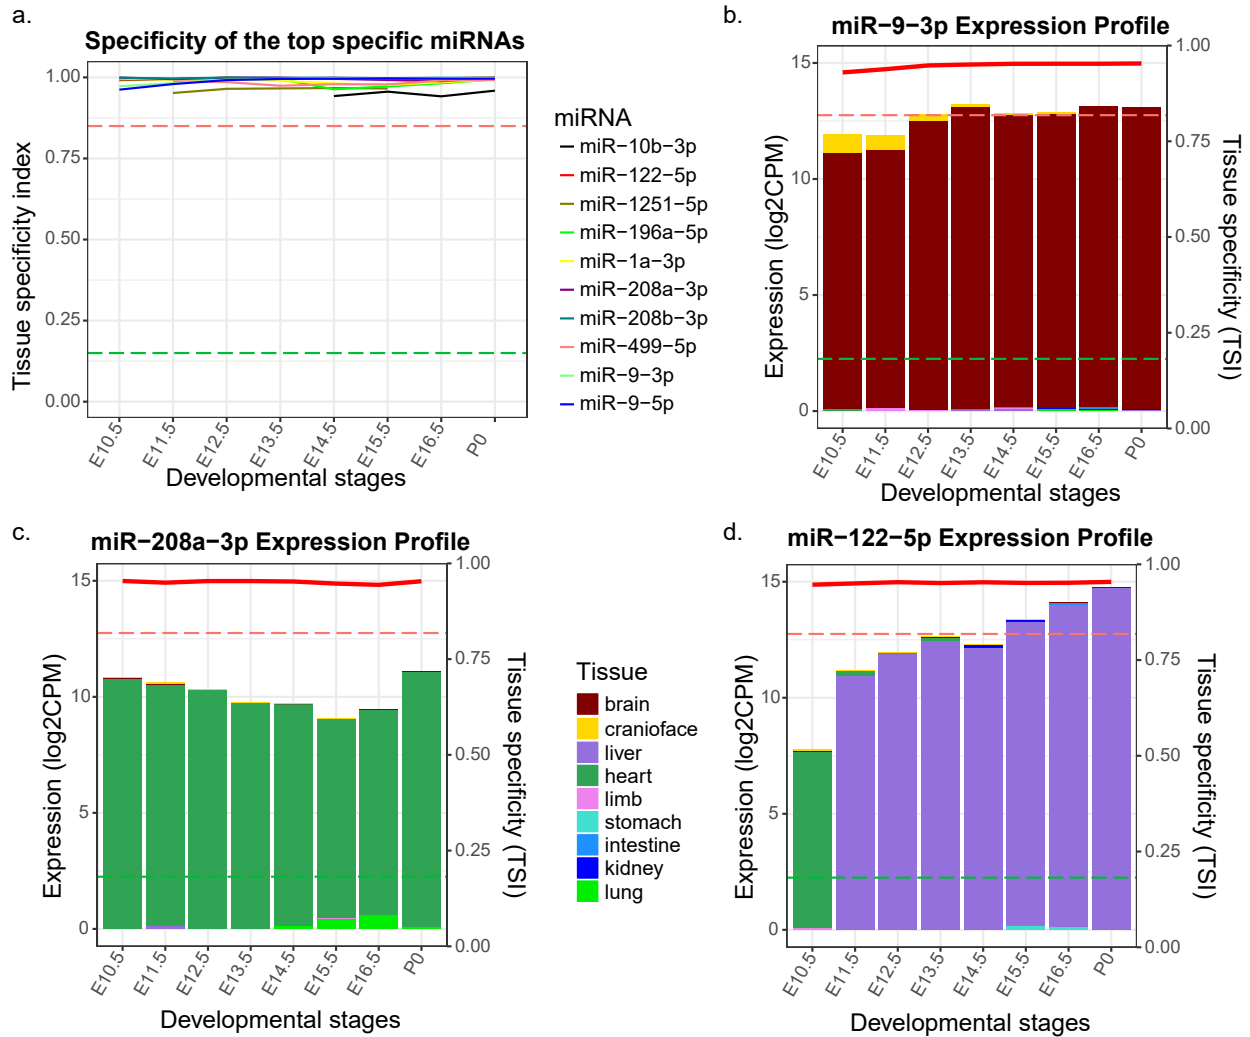 a.
Specificity of the top specific miRNAs
1.00
0.75
0.50
0.25
0.00
Tissue specificity index
E10.5
E11.5
E12.5
E13.5
E14.5
E15.5
E16.5
P0
Developmental stages
miRNA
miR−10b−3p
miR−122−5p
miR−1251−5p
miR−196a−5p
miR−1a−3p
miR−208a−3p
miR−208b−3p
miR−499−5p
miR−9−3p
miR−9−5p
b.
miR−9−3p Expression Profile
15
10
5
0
Expression (log2CPM)
1.00
0.75
0.50
0.25
0.00
Tissue specificity (TSI)
E10.5
E11.5
E12.5
E13.5
E14.5
E15.5
E16.5
P0
Developmental stages
c.
miR−208a−3p Expression Profile
15
10
5
0
Expression (log2CPM)
1.00
0.75
0.50
0.25
0.00
Tissue specificity (TSI)
E10.5
E11.5
E12.5
E13.5
E14.5
E15.5
E16.5
P0
Developmental stages
Tissue
brain
cranioface
liver
heart
limb
stomach
intestine
kidney
lung
d.
miR−122−5p Expression Profile
15
10
5
0
Expression (log2CPM)
1.00
0.75
0.50
0.25
0.00
Tissue specificity (TSI)
E10.5
E11.5
E12.5
E13.5
E14.5
E15.5
E16.5
P0
Developmental stages